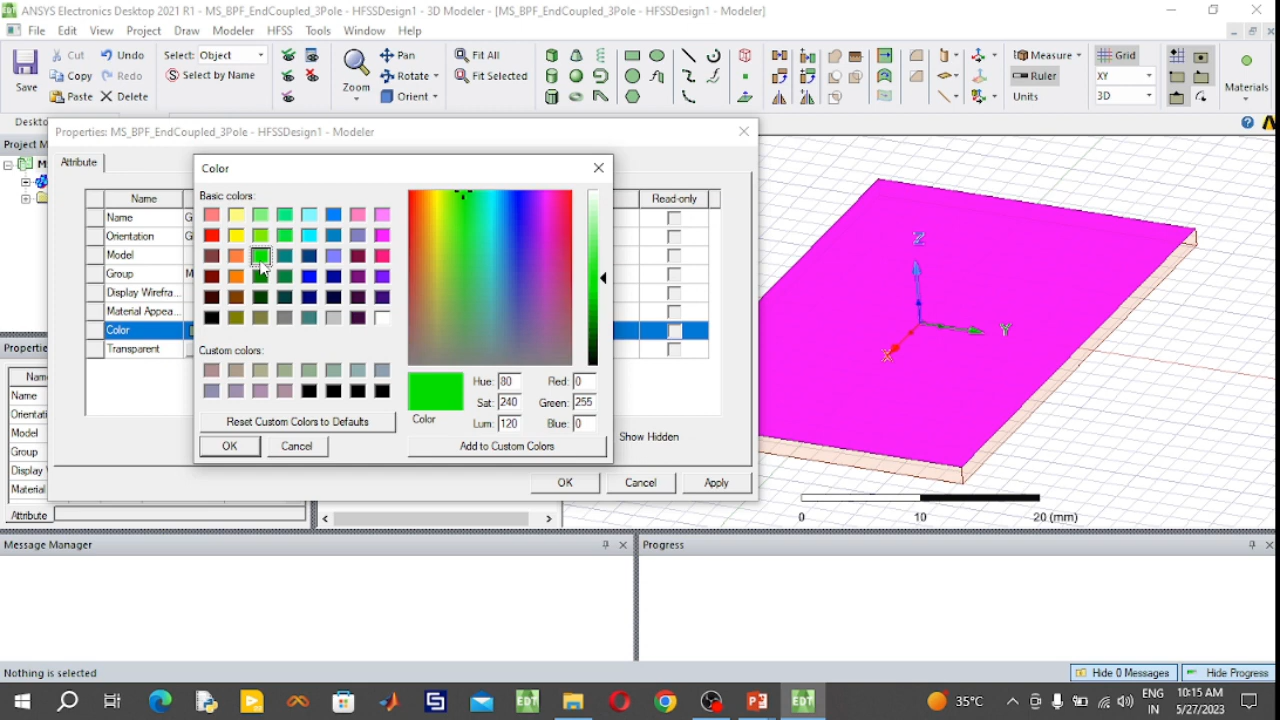 ANSYS Electronics Desktop 2021 R1 - MS_BPF_EndCoupled_3Pole - HFSSDesign1 - 3D Modeler - [MS_BPF_EndCoupled_3Pole - HFSSDesign1 - Modeler]
File Edit View Project Draw Modeler HFSS Tools Window Help
Save
Cut
Copy
Paste
Undo
Redo
Delete
Select: Object
Select by Name
Zoom
Pan
Rotate
Orient
Fit All
Fit Selected
Measure
Ruler
Units
Grid
XY
3D
Materials
Deskto
Project M
M
Properties: MS_BPF_EndCoupled_3Pole - HFSSDesign1 - Modeler
Attribute
Name
Read-only
Name G
Orientation G
Model
Group M
Display Wirefra...
Material Appea...
Color
Transparent
Show Hidden
OK Cancel Apply
Color
Basic colors:
Custom colors:
Reset Custom Colors to Defaults
OK Cancel
Color
Hue: 80 Red: 0
Sat: 240 Green: 255
Lum: 120 Blue: 0
Add to Custom Colors
Propertie
Nam
Name
Orientati
Model
Group
Display W
Material
Attribute
Z
Y
X
0 10 20 (mm)
Message Manager
Progress
Nothing is selected
Hide 0 Messages
Hide Progress
35°C
ENG
IN
10:15 AM
5/27/2023